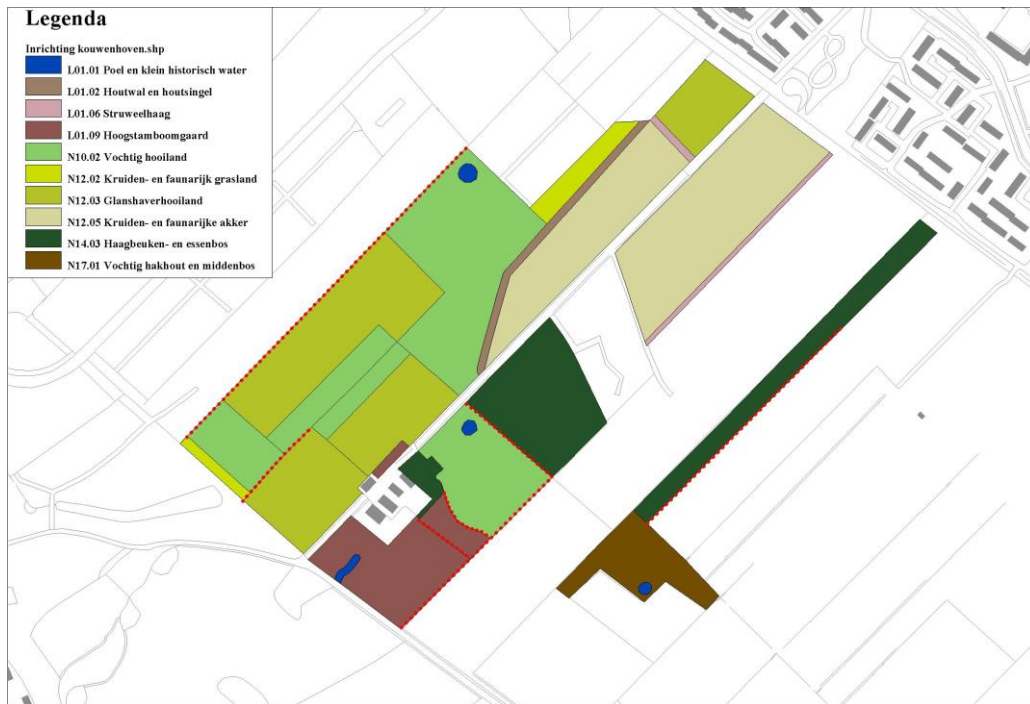 Legenda
Inrichting kouwenhoven.shp
L01.01 Poel en klein historisch water
L01.02 Houtwal en houtsingel
L01.06 Struweelhaag
L01.09 Hoogstamboomgaard
N10.02 Vochtig hooiland
N12.02 Kruiden- en faunarijk grasland
N12.03 Glanshaverhooiland
N12.05 Kruiden- en faunarijke akker
N14.03 Haagbeuken- en essenbos
N17.01 Vochtig hakhout en middenbos